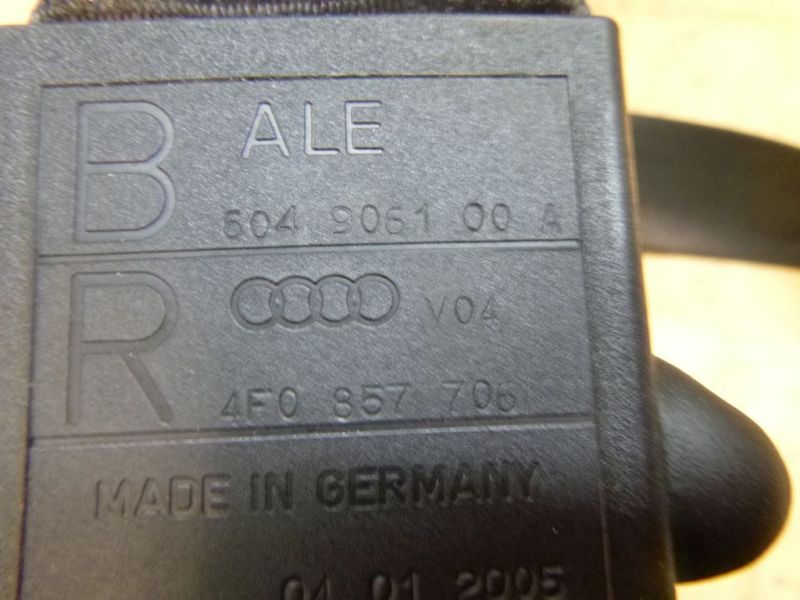 B ALE
604 9061 00 A
R V04
4F0 857 706
MADE IN GERMANY
04 01 2005